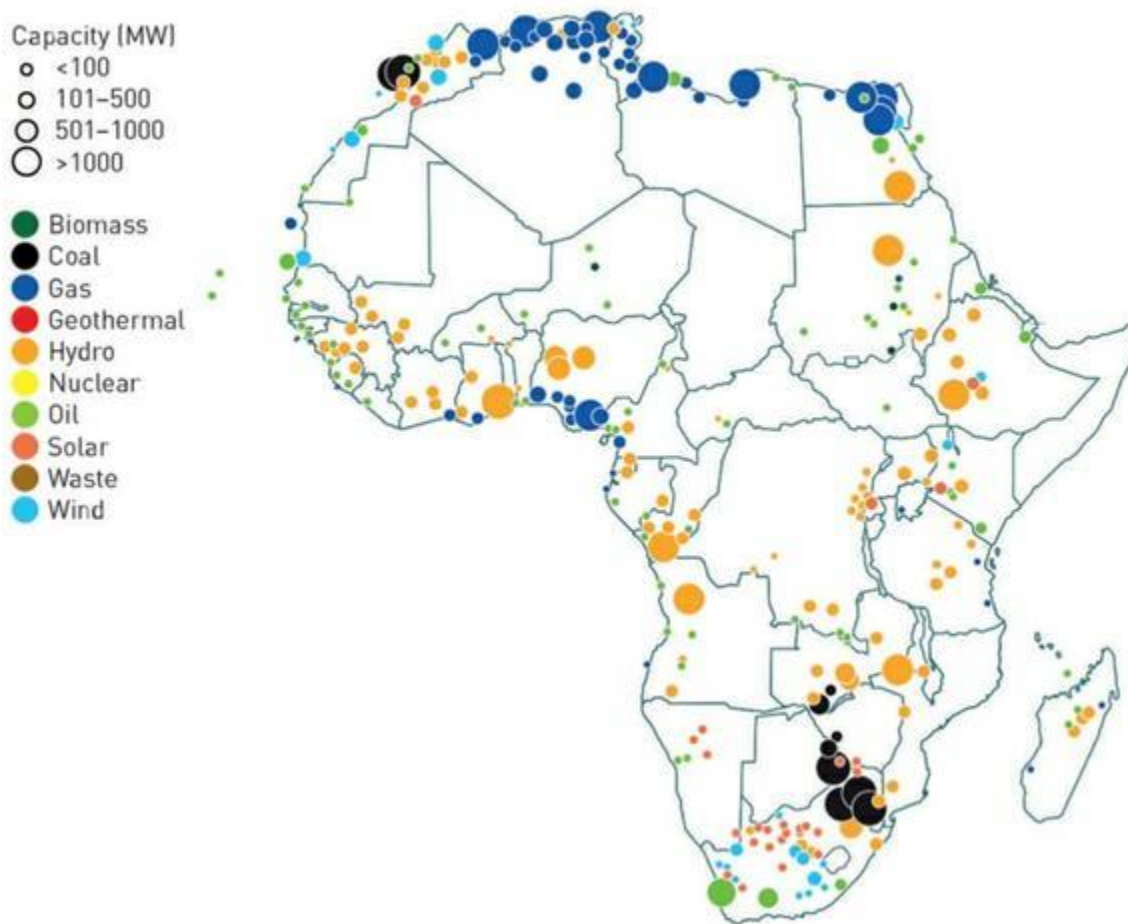 Capacity (MW)
<100
101–500
501–1000
>1000
Biomass
Coal
Gas
Geothermal
Hydro
Nuclear
Oil
Solar
Waste
Wind